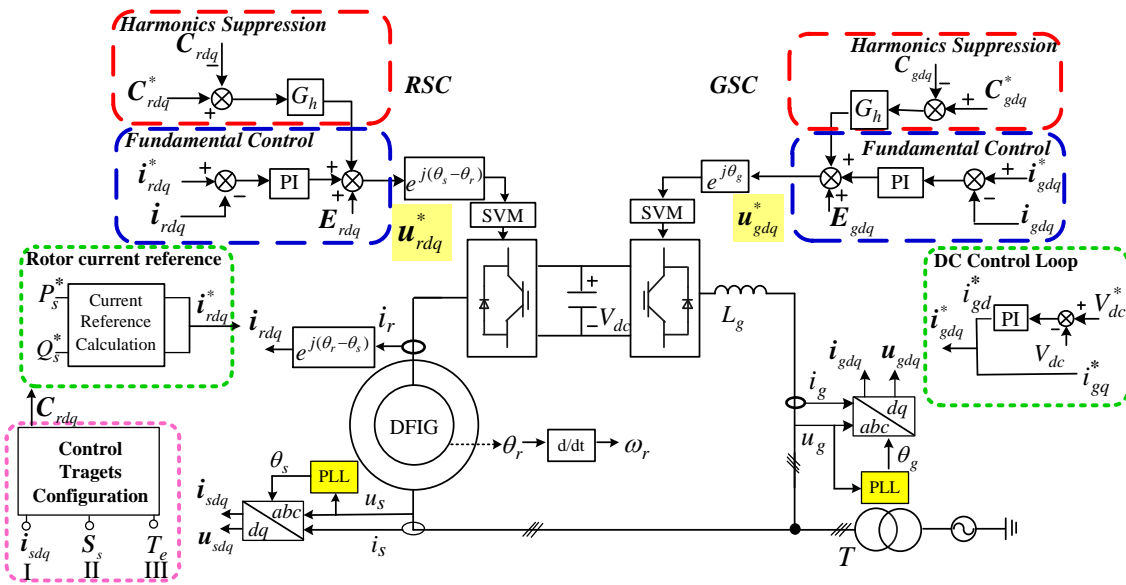 Harmonics Suppression
C_rdq
−
C*_rdq
+
G_h
RSC
Fundamental Control
i*_rdq
+
−
PI
+
+
i_rdq
E_rdq
e^j(θ_s−θ_r)
u*_rdq
SVM
GSC
Harmonics Suppression
C_gdq
−
+
C*_gdq
G_h
Fundamental Control
e^jθ_g
+
+
+
PI
+
−
i*_gdq
E_gdq
i_gdq
u*_gdq
SVM
Rotor current reference
P_s*
Q_s*
Current
Reference
Calculation
i*_rdq
i_rdq
e^j(θ_r−θ_s)
i_r
+
−
V_dc
L_g
DC Control Loop
i*_gd
PI
+
−
V*_dc
i*_gdq
V_dc
i*_gq
C_rdq
Control
Tragets
Configuration
i_sdq
S_s
T_e
I
II
III
DFIG
θ_r
d/dt
ω_r
θ_s
PLL
i_sdq
u_sdq
abc
dq
u_s
i_s
i_gdq
u_gdq
i_g
dq
abc
u_g
θ_g
PLL
T